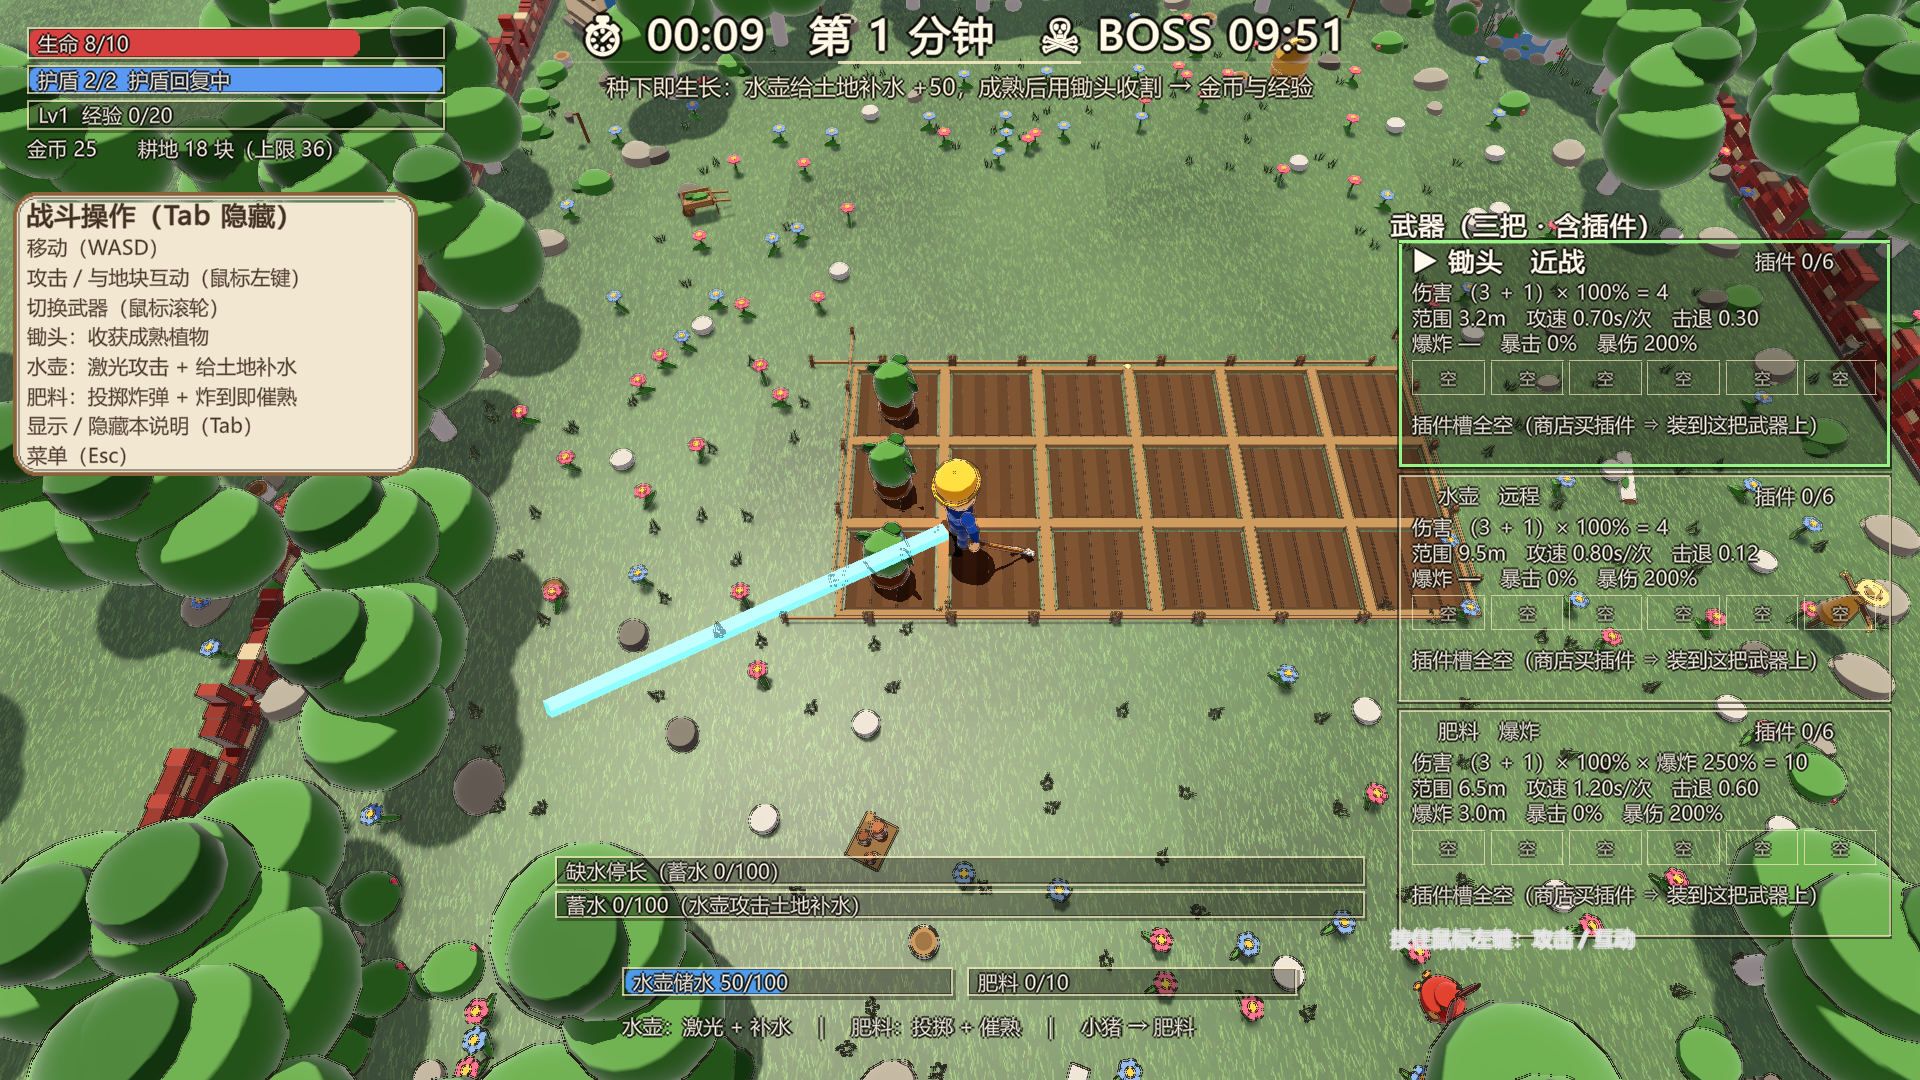 生命 8/10
护盾 2/2 护盾回复中
Lv1 经验 0/20
金币 25 耕地 18 块（上限 36）
00:09 第 1 分钟 BOSS 09:51
种下即生长：水壶给土地补水 +50，成熟后用锄头收割 → 金币与经验
战斗操作（Tab 隐藏）
移动（WASD）
攻击 / 与地块互动（鼠标左键）
切换武器（鼠标滚轮）
锄头：收获成熟植物
水壶：激光攻击 + 给土地补水
肥料：投掷炸弹 + 炸到即催熟
显示 / 隐藏本说明（Tab）
菜单（Esc）
武器（三把 · 含插件）
▶ 锄头 近战 插件 0/6
伤害 （3 + 1）× 100% = 4
范围 3.2m 攻速 0.70s/次 击退 0.30
爆炸 — 暴击 0% 暴伤 200%
空 空 空 空 空 空
插件槽全空（商店买插件 ⇒ 装到这把武器上）
水壶 远程 插件 0/6
伤害 （3 + 1）× 100% = 4
范围 9.5m 攻速 0.80s/次 击退 0.12
爆炸 — 暴击 0% 暴伤 200%
空 空 空 空 空 空
插件槽全空（商店买插件 ⇒ 装到这把武器上）
肥料 爆炸 插件 0/6
伤害 （3 + 1）× 100% × 爆炸 250% = 10
范围 6.5m 攻速 1.20s/次 击退 0.60
爆炸 3.0m 暴击 0% 暴伤 200%
空 空 空 空 空 空
插件槽全空（商店买插件 ⇒ 装到这把武器上）
按住鼠标左键：攻击 / 互动
缺水停长（蓄水 0/100）
蓄水 0/100（水壶攻击土地补水）
水壶储水 50/100 肥料 0/10
水壶：激光 + 补水 | 肥料：投掷 + 催熟 | 小猪 → 肥料